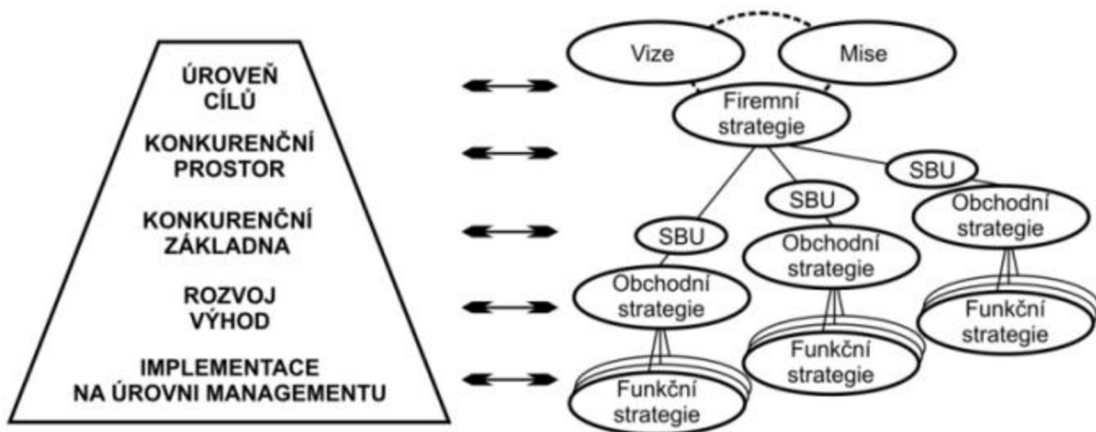 ÚROVEŇ
CÍLŮ
KONKURENČNÍ
PROSTOR
KONKURENČNÍ
ZÁKLADNA
ROZVOJ
VÝHOD
IMPLEMENTACE
NA ÚROVNI MANAGEMENTU
Vize
Mise
Firemní
strategie
SBU
Obchodní
strategie
Funkční
strategie
SBU
Obchodní
strategie
Funkční
strategie
SBU
Obchodní
strategie
Funkční
strategie